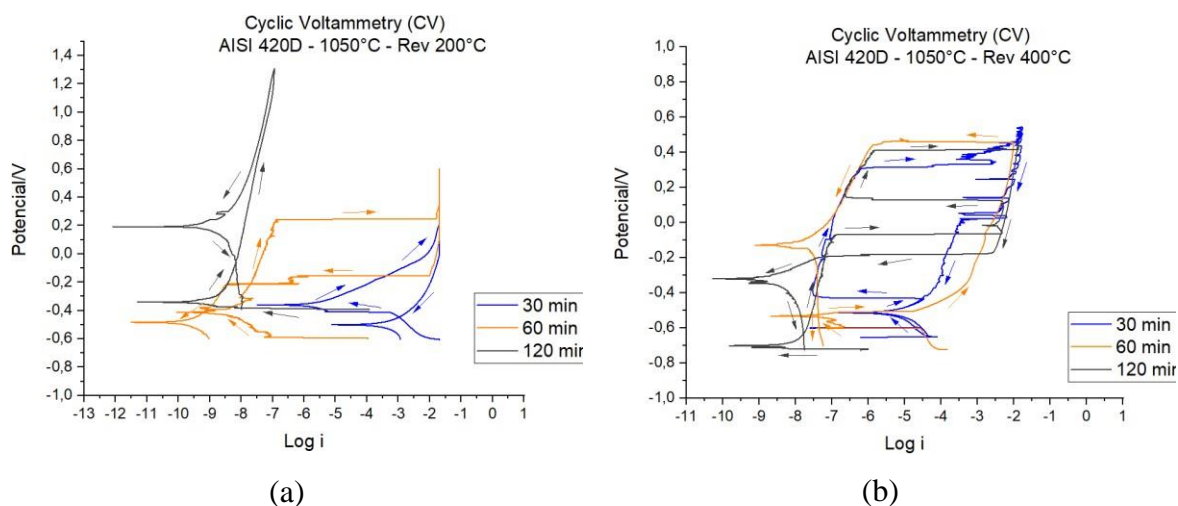 Cyclic Voltammetry (CV)
AISI 420D - 1050°C - Rev 200°C
1,4
1,2
1,0
0,8
0,6
0,4
0,2
0,0
-0,2
-0,4
-0,6
-0,8
-1,0
Potencial/V
-13 -12 -11 -10 -9 -8 -7 -6 -5 -4 -3 -2 -1 0 1
Log i
30 min
60 min
120 min
(a)
Cyclic Voltammetry (CV)
AISI 420D - 1050°C - Rev 400°C
1,0
0,8
0,6
0,4
0,2
0,0
-0,2
-0,4
-0,6
-0,8
1,0
Potencial/V
-11 -10 -9 -8 -7 -6 -5 -4 -3 -2 -1 0 1
Log i
30 min
60 min
120 min
(b)